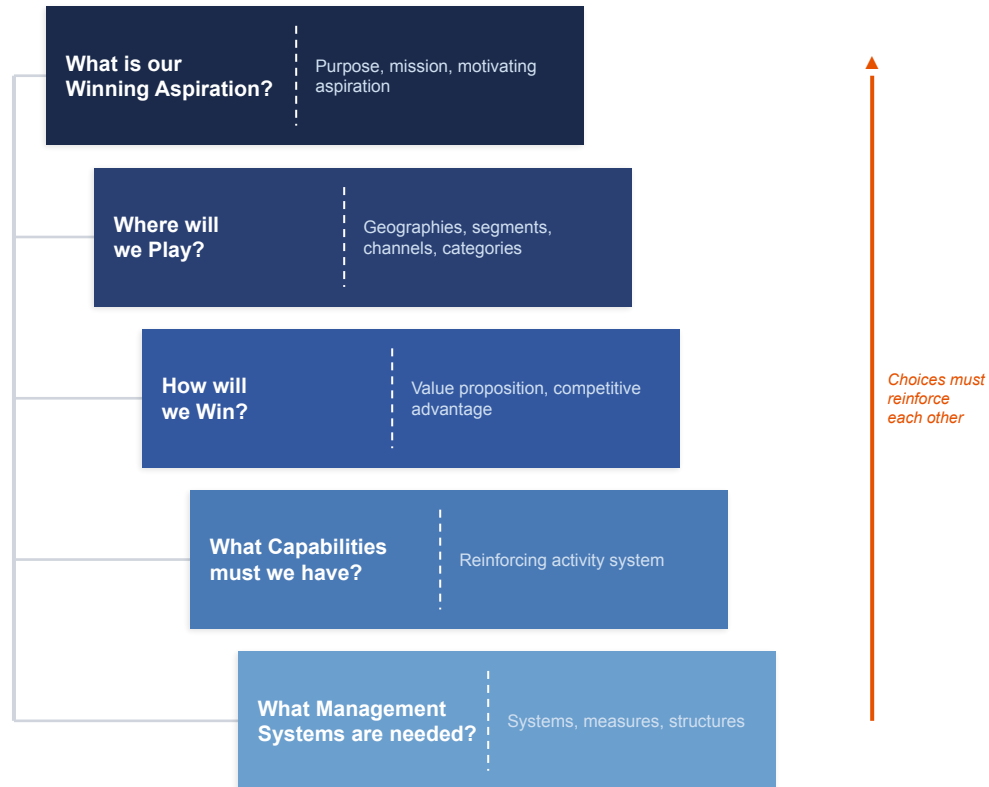 What is our
Winning Aspiration?
Purpose, mission, motivating
aspiration
Where will
we Play?
Geographies, segments,
channels, categories
How will
we Win?
Value proposition, competitive
advantage
Choices must
reinforce
each other
What Capabilities
must we have?
Reinforcing activity system
What Management
Systems are needed?
Systems, measures, structures